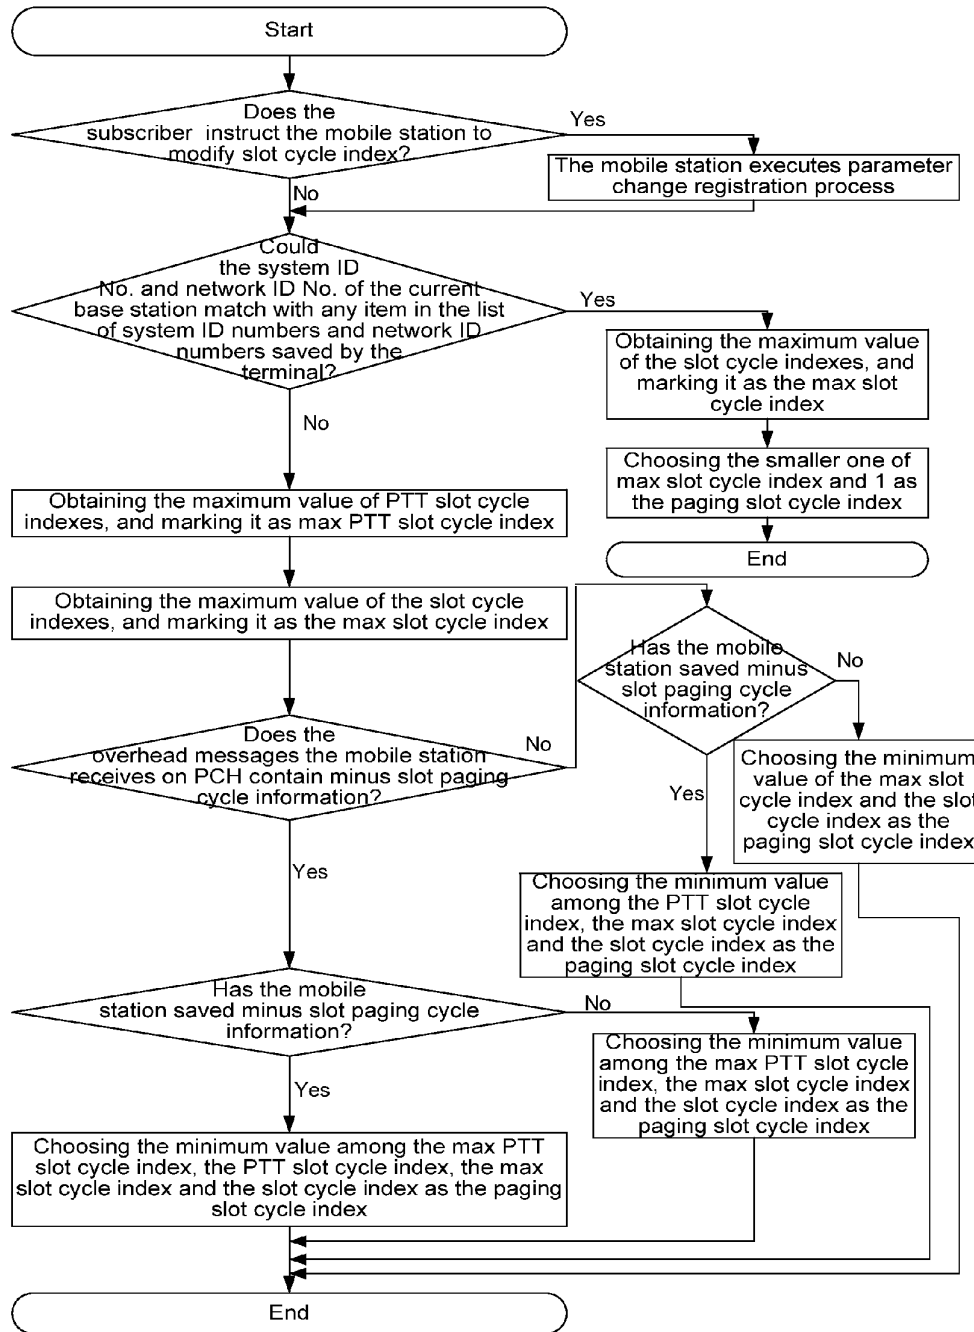 Start
Does the
subscriber instruct the mobile station to
modify slot cycle index?
Yes
The mobile station executes parameter
change registration process
No
Could
the system ID
No. and network ID No. of the current
base station match with any item in the list
of system ID numbers and network ID
numbers saved by the
terminal?
Yes
Obtaining the maximum value
of the slot cycle indexes, and
marking it as the max slot
cycle index
No
Choosing the smaller one of
max slot cycle index and 1 as
the paging slot cycle index
End
Obtaining the maximum value of PTT slot cycle
indexes, and marking it as max PTT slot cycle index
Obtaining the maximum value of the slot cycle
indexes, and marking it as the max slot cycle index
Does the
overhead messages the mobile station
receives on PCH contain minus slot paging
cycle information?
No
Has the mobile
station saved minus
slot paging cycle
information?
No
Choosing the minimum
value of the max slot
cycle index and the slot
cycle index as the
paging slot cycle index
Yes
Choosing the minimum value
among the PTT slot cycle
index, the max slot cycle index
and the slot cycle index as the
paging slot cycle index
Yes
Has the mobile
station saved minus slot paging cycle
information?
No
Choosing the minimum value
among the max PTT slot cycle
index, the max slot cycle index
and the slot cycle index as the
paging slot cycle index
Yes
Choosing the minimum value among the max PTT
slot cycle index, the PTT slot cycle index, the max
slot cycle index and the slot cycle index as the paging
slot cycle index
End